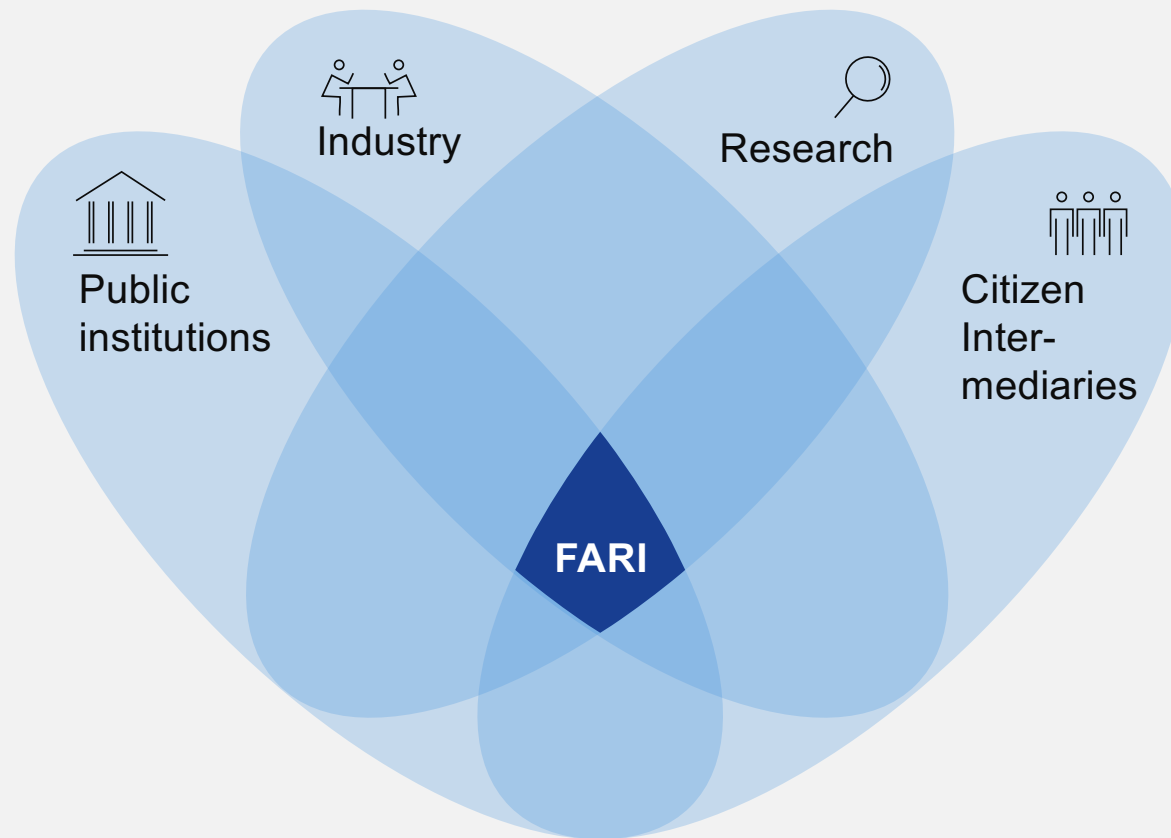 Industry
Research
Public
institutions
Citizen
Inter-
mediaries
FARI